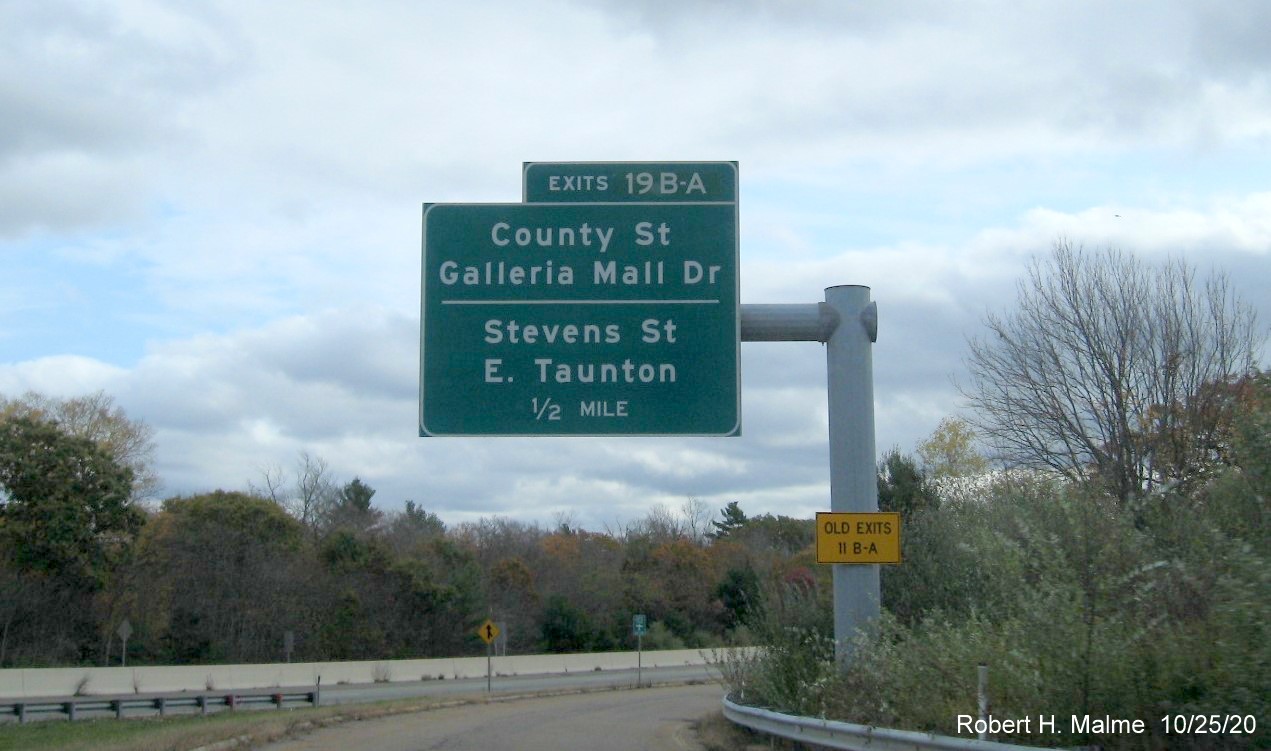 EXITS 19 B-A
County St
Galleria Mall Dr
Stevens St
E. Taunton
1/2 MILE
OLD EXITS
11 B-A
Robert H. Malme 10/25/20